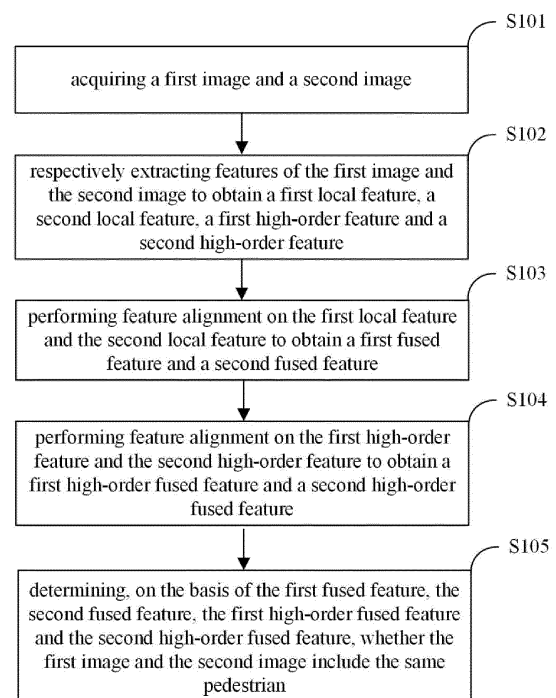 S101
acquiring a first image and a second image
S102
respectively extracting features of the first image and
the second image to obtain a first local feature, a
second local feature, a first high-order feature and a
second high-order feature
S103
performing feature alignment on the first local feature
and the second local feature to obtain a first fused
feature and a second fused feature
S104
performing feature alignment on the first high-order
feature and the second high-order feature to obtain a
first high-order fused feature and a second high-order
fused feature
S105
determining, on the basis of the first fused feature, the
second fused feature, the first high-order fused feature
and the second high-order fused feature, whether the
first image and the second image include the same
pedestrian